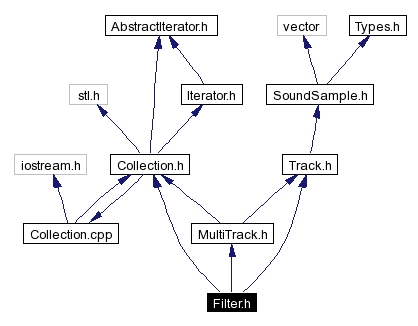 AbstractIterator.h
vector
Types.h
stl.h
Iterator.h
SoundSample.h
iostream.h
Collection.h
Track.h
Collection.cpp
MultiTrack.h
Filter.h